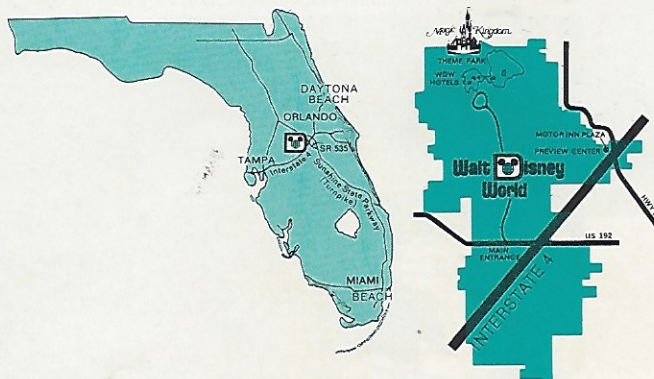 DAYTONA
BEACH
ORLANDO
SR 535
TAMPA
Interstate 4
Sunshine State Parkway
(Turnpike)
MIAMI
BEACH
Magic Kingdom
THEME PARK
WDW
HOTELS
MOTOR INN PLAZA
PREVIEW CENTER
Walt Disney
World
HWY
US 192
MAIN
ENTRANCE
INTERSTATE 4